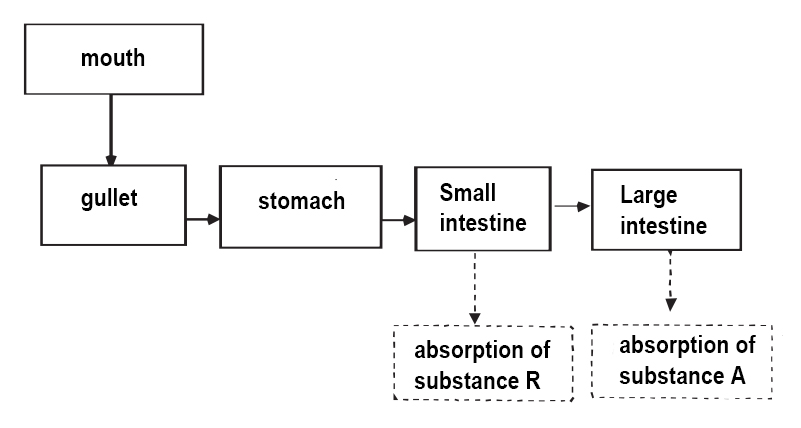 mouth
gullet
stomach
Small
intestine
Large
intestine
absorption of
substance R
absorption of
substance A